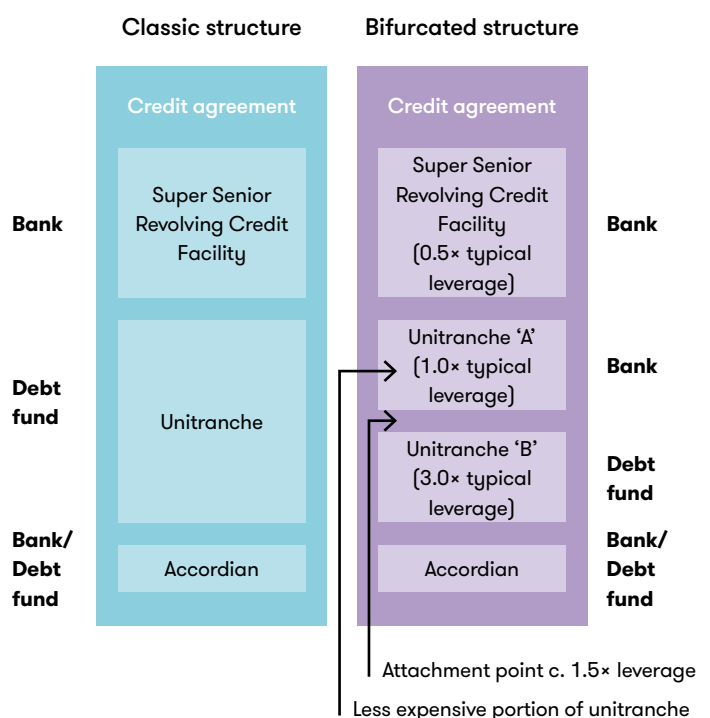 Classic structure
Bifurcated structure
Credit agreement
Bank
Super Senior
Revolving Credit
Facility
Debt
fund
Unitranche
Bank/
Debt
fund
Accordian
Credit agreement
Super Senior
Revolving Credit
Facility
(0.5× typical
leverage)
Bank
Unitranche ‘A’
(1.0× typical
leverage)
Bank
Unitranche ‘B’
(3.0× typical
leverage)
Debt
fund
Accordian
Bank/
Debt
fund
Attachment point c. 1.5× leverage
Less expensive portion of unitranche